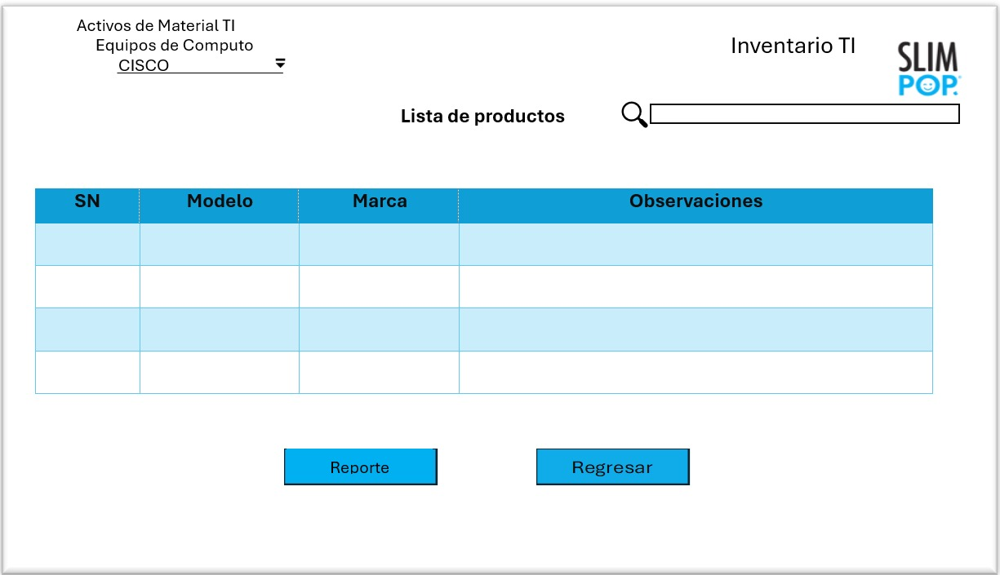 Activos de Material TI
Equipos de Computo
CISCO
Inventario TI
SLIM
POP.
Lista de productos
SN Modelo Marca Observaciones
Reporte Regresar